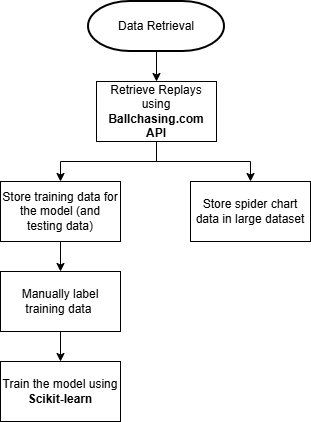 Data Retrieval
Retrieve Replays
using
Ballchasing.com
API
Store training data for
the model (and
testing data)
Store spider chart
data in large dataset
Manually label
training data
Train the model using
Scikit-learn